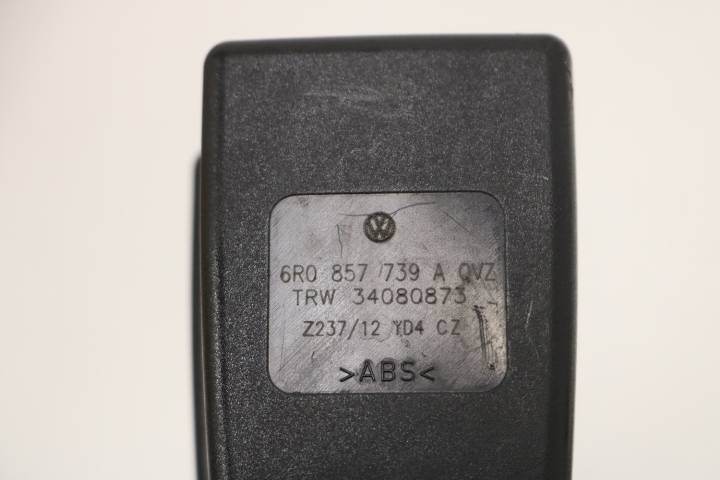 6R0 857 739 A QVZ
TRW 34080873
Z237/12 YD4 CZ
>ABS<